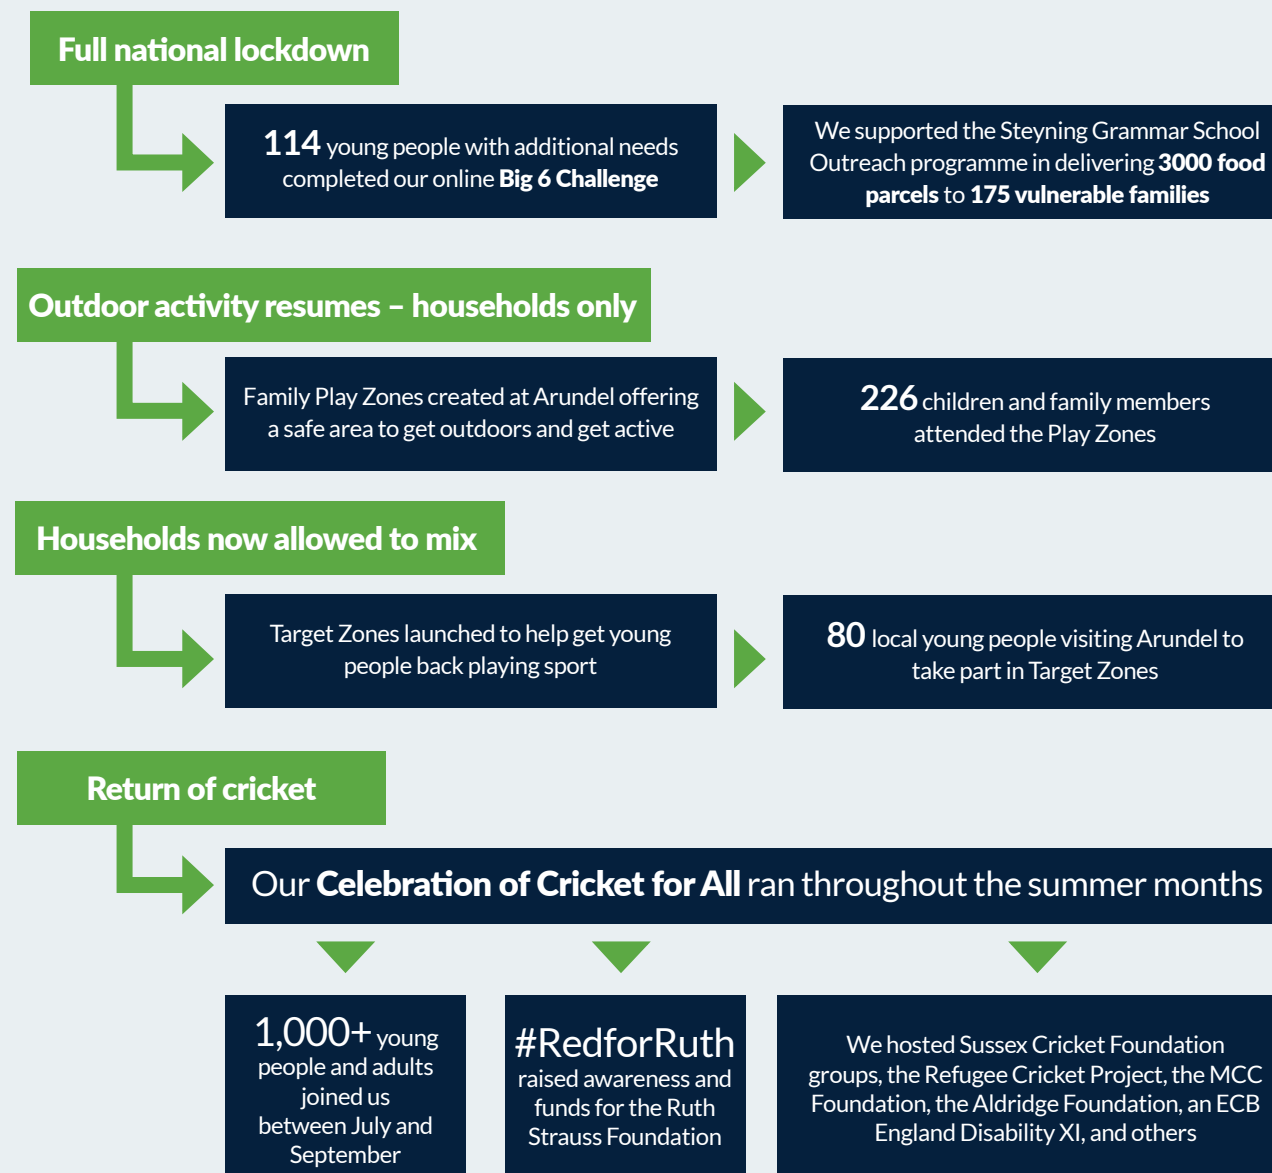 Full national lockdown
114 young people with additional needs
completed our online Big 6 Challenge
We supported the Steyning Grammar School
Outreach programme in delivering 3000 food
parcels to 175 vulnerable families
Outdoor activity resumes – households only
Family Play Zones created at Arundel offering
a safe area to get outdoors and get active
226 children and family members
attended the Play Zones
Households now allowed to mix
Target Zones launched to help get young
people back playing sport
80 local young people visiting Arundel to
take part in Target Zones
Return of cricket
Our Celebration of Cricket for All ran throughout the summer months
1,000+ young
people and adults
joined us
between July and
September
#RedforRuth
raised awareness and
funds for the Ruth
Strauss Foundation
We hosted Sussex Cricket Foundation
groups, the Refugee Cricket Project, the MCC
Foundation, the Aldridge Foundation, an ECB
England Disability XI, and others